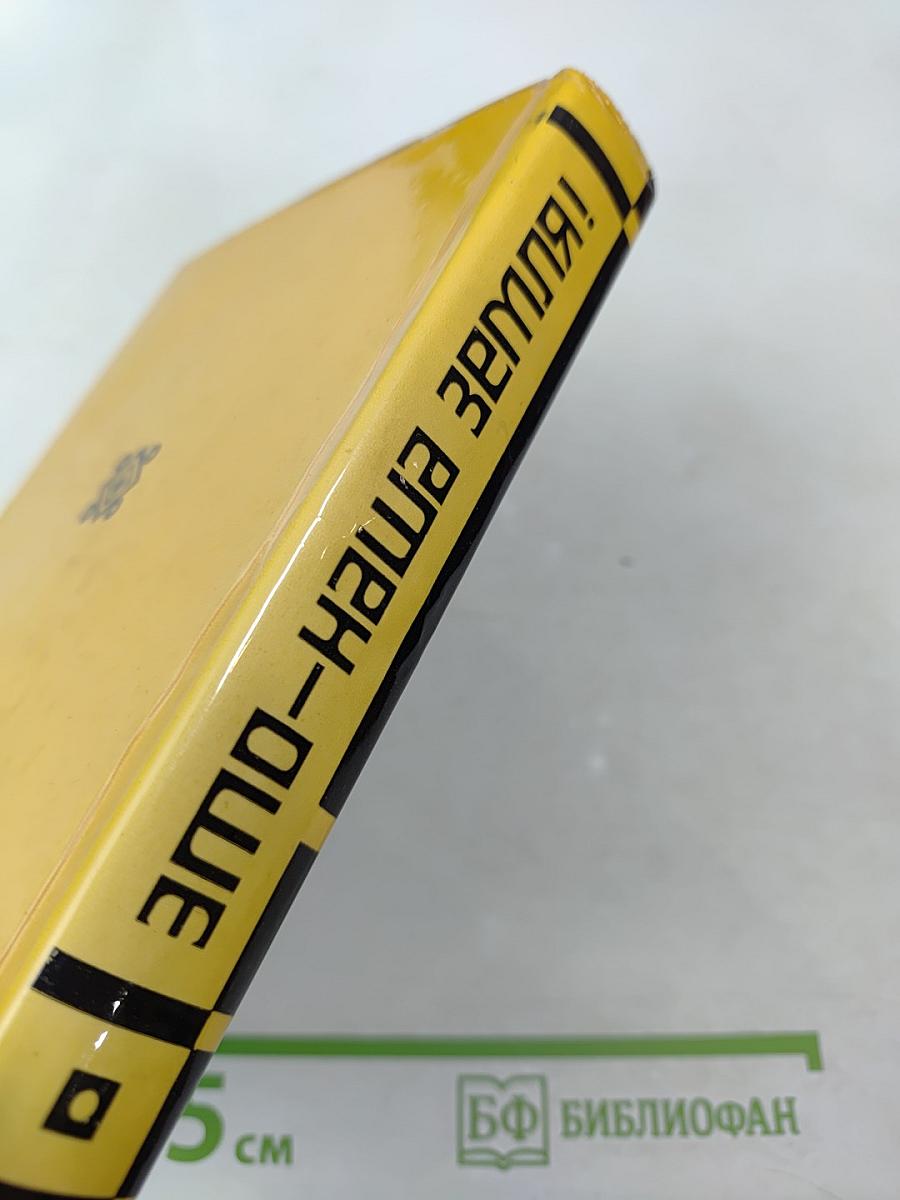 это–наша земля!
5 см
БФ БИБЛИОФАН